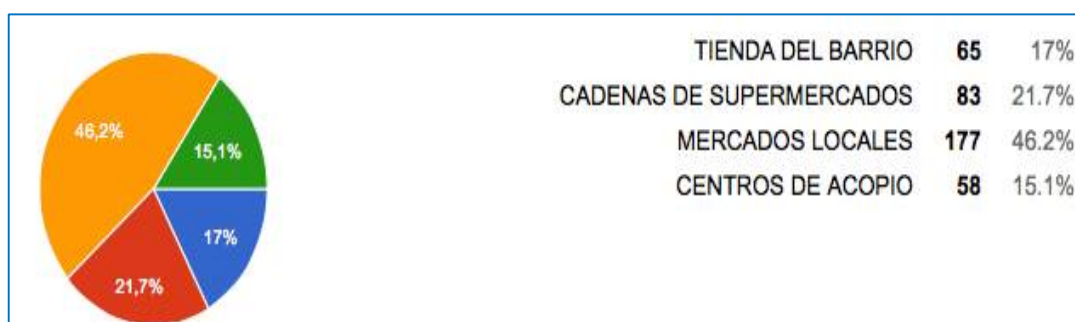 46,2%
15,1%
17%
21,7%
TIENDA DEL BARRIO 65 17%
CADENAS DE SUPERMERCADOS 83 21.7%
MERCADOS LOCALES 177 46.2%
CENTROS DE ACOPIO 58 15.1%